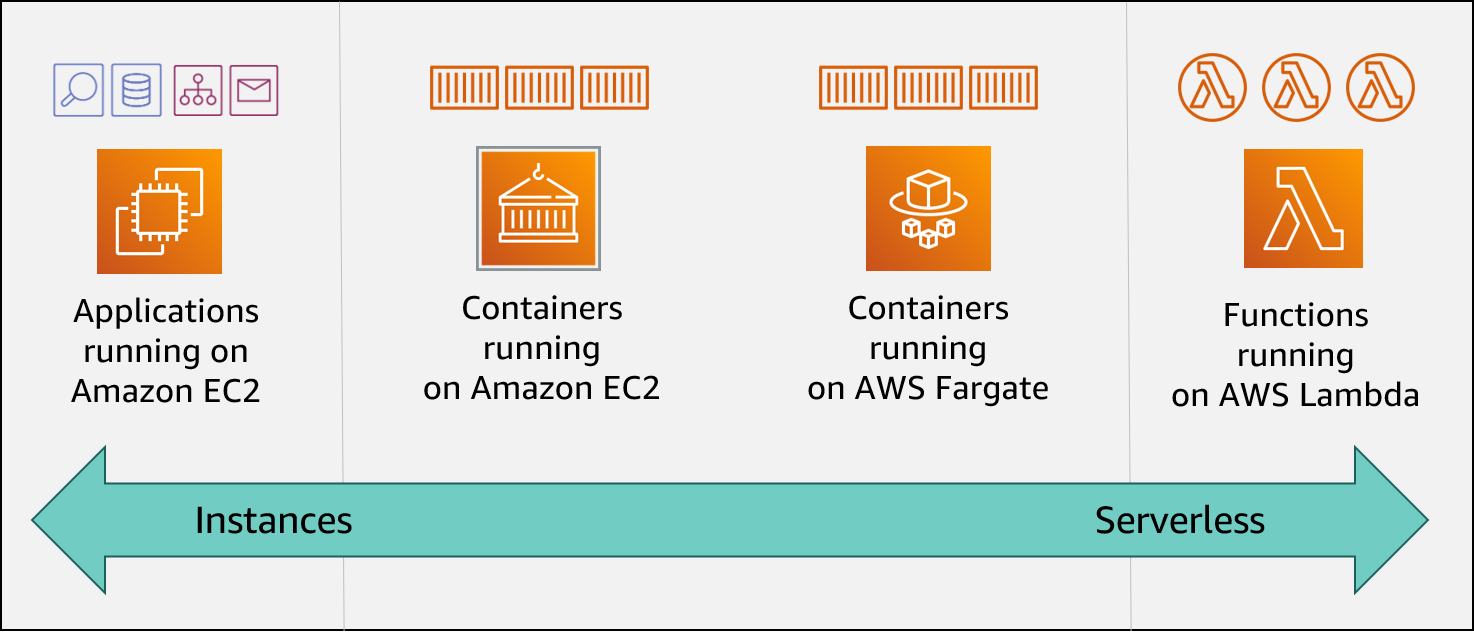 Applications
running on
Amazon EC2
Containers
running
on Amazon EC2
Containers
running
on AWS Fargate
Functions
running
on AWS Lambda
Instances
Serverless